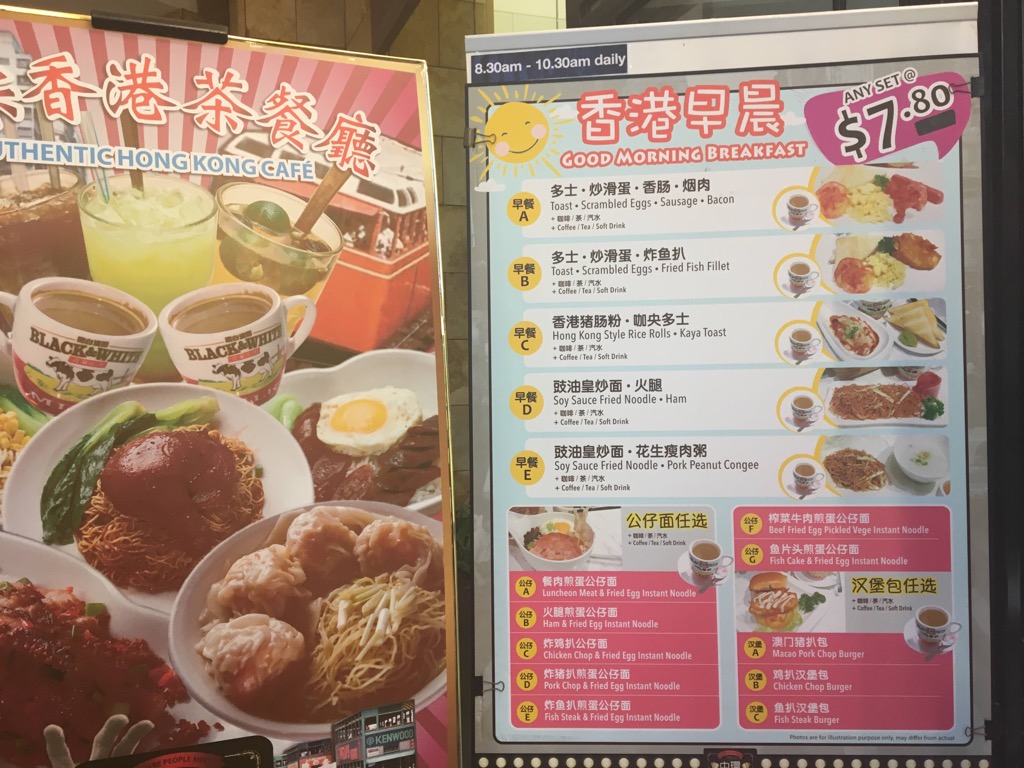 香港茶餐廳
AUTHENTIC HONG KONG CAFÉ
BLACK&WHITE
BLACK&WHITE
KENWOOD
8.30am - 10.30am daily
香港早晨
GOOD MORNING BREAKFAST
ANY SET @
$7.80
早餐
A
多士・炒滑蛋・香肠・烟肉
Toast • Scrambled Eggs • Sausage • Bacon
+ 咖啡 / 茶 / 汽水
+ Coffee / Tea / Soft Drink
早餐
B
多士・炒滑蛋・炸鱼扒
Toast • Scrambled Eggs • Fried Fish Fillet
+ 咖啡 / 茶 / 汽水
+ Coffee / Tea / Soft Drink
早餐
C
香港猪肠粉・咖央多士
Hong Kong Style Rice Rolls • Kaya Toast
+ 咖啡 / 茶 / 汽水
+ Coffee / Tea / Soft Drink
早餐
D
豉油皇炒面・火腿
Soy Sauce Fried Noodle • Ham
+ 咖啡 / 茶 / 汽水
+ Coffee / Tea / Soft Drink
早餐
E
豉油皇炒面・花生瘦肉粥
Soy Sauce Fried Noodle • Pork Peanut Congee
+ 咖啡 / 茶 / 汽水
+ Coffee / Tea / Soft Drink
公仔面任选
+ 咖啡 / 茶 / 汽水
+ Coffee / Tea / Soft Drink
公仔
A
餐肉煎蛋公仔面
Luncheon Meat & Fried Egg Instant Noodle
公仔
B
火腿煎蛋公仔面
Ham & Fried Egg Instant Noodle
公仔
C
炸鸡扒公仔面
Chicken Chop & Fried Egg Instant Noodle
公仔
D
炸猪扒煎蛋公仔面
Pork Chop & Fried Egg Instant Noodle
公仔
E
炸鱼扒煎蛋公仔面
Fish Steak & Fried Egg Instant Noodle
公仔
F
榨菜牛肉煎蛋公仔面
Beef Fried Egg Pickled Vege Instant Noodle
公仔
G
鱼片头煎蛋公仔面
Fish Cake & Fried Egg Instant Noodle
汉堡包任选
+ 咖啡 / 茶 / 汽水
+ Coffee / Tea / Soft Drink
汉堡
A
澳门猪扒包
Macao Pork Chop Burger
汉堡
B
鸡扒汉堡包
Chicken Chop Burger
汉堡
C
鱼扒汉堡包
Fish Steak Burger
Photos are for illustration purpose only, may differ from actual
中環